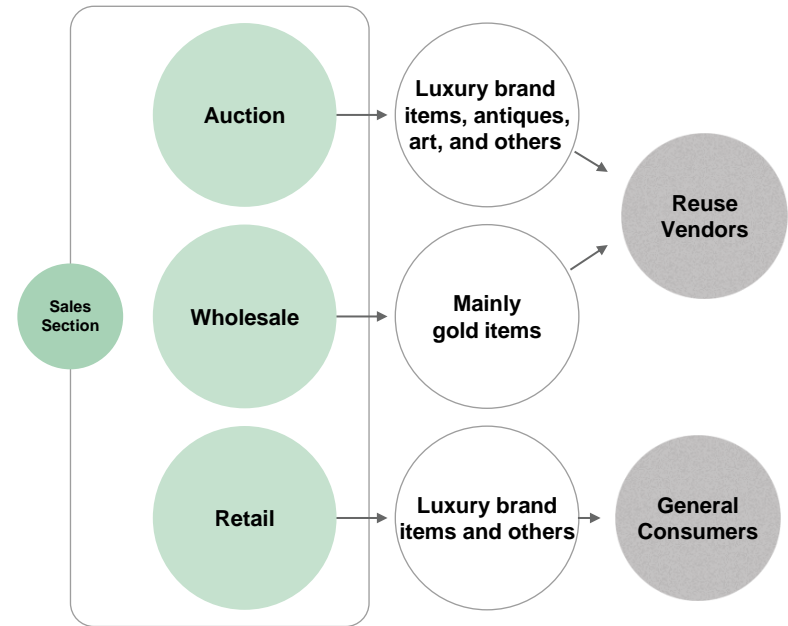 Auction
Luxury brand
items, antiques,
art, and others
Reuse
Vendors
Sales
Section
Wholesale
Mainly
gold items
Retail
Luxury brand
items and others
General
Consumers